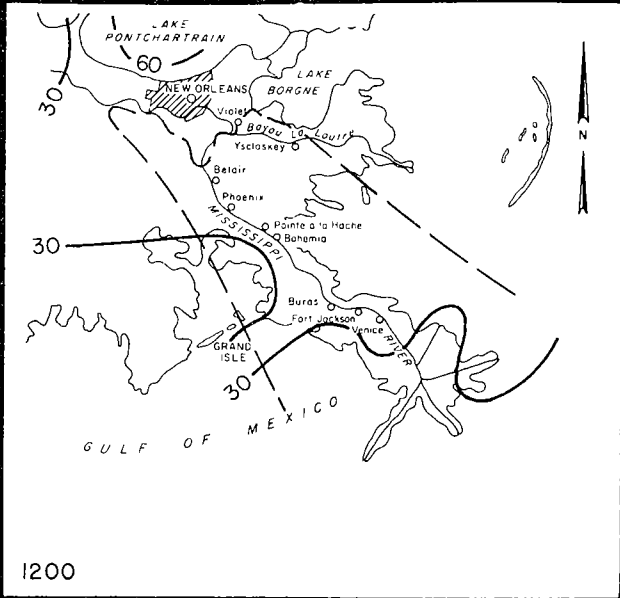 LAKE
PONTCHARTRAIN
60
30
NEW ORLEANS
LAKE
BORGNE
Violet
Bayou La Loutre
Ysclaskey
N
Belair
Phoenix
MISSISSIPPI
Pointe a la Hache
Bohemia
30
Buras
Fort Jackson
Venice
RIVER
GRAND
ISLE
30
GULF OF MEXICO
1200